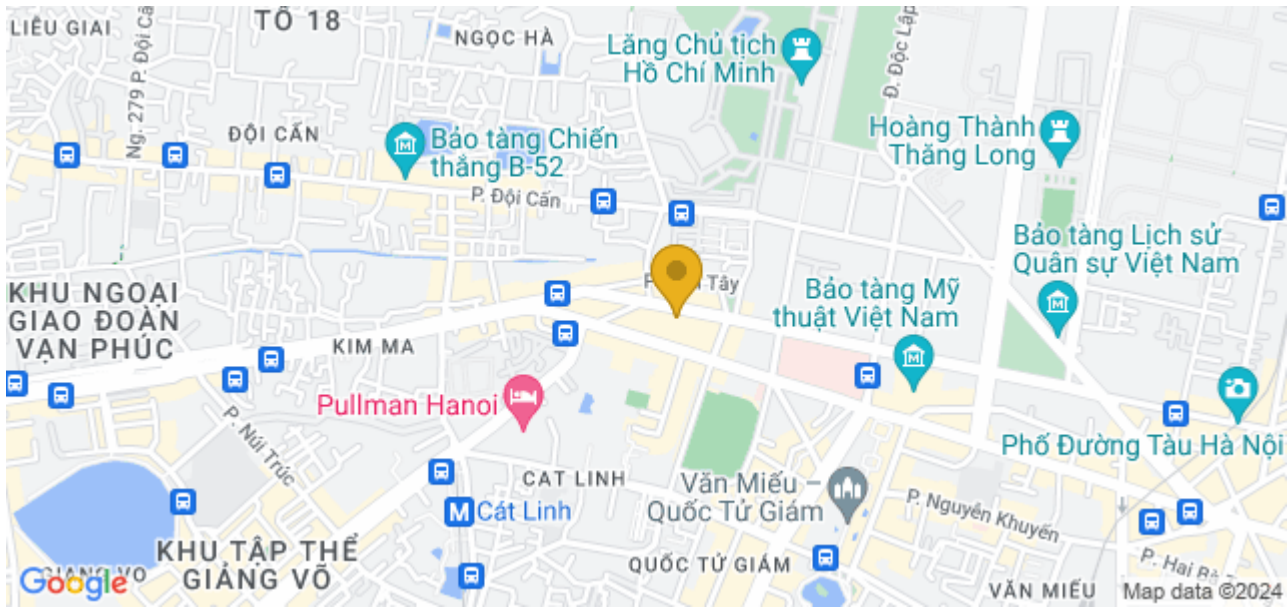 LIỄU GIAI
TỔ 18
NGỌC HÀ
Lăng Chủ tịch
Hồ Chí Minh
Đ. Độc Lập
Ng. 279 P. Đội Cấn
ĐỘI CẤN
Bảo tàng Chiến
thắng B-52
Hoàng Thành
Thăng Long
P. Đội Cấn
Bảo tàng Lịch sử
Quân sự Việt Nam
Tây
KHU NGOẠI
GIAO ĐOÀN
VẠN PHÚC
Bảo tàng Mỹ
thuật Việt Nam
KIM MA
Pullman Hanoi
P. Núi Trúc
Phố Đường Tàu Hà Nội
CAT LINH
Văn Miếu –
Quốc Tử Giám
P. Nguyễn Khuyến
M Cát Linh
KHU TẬP THỂ
GIẢNG VÕ
QUỐC TỬ GIÁM
P. Hai Bà
GIANG VO
Google
VĂN MIẾU
Map data ©2024